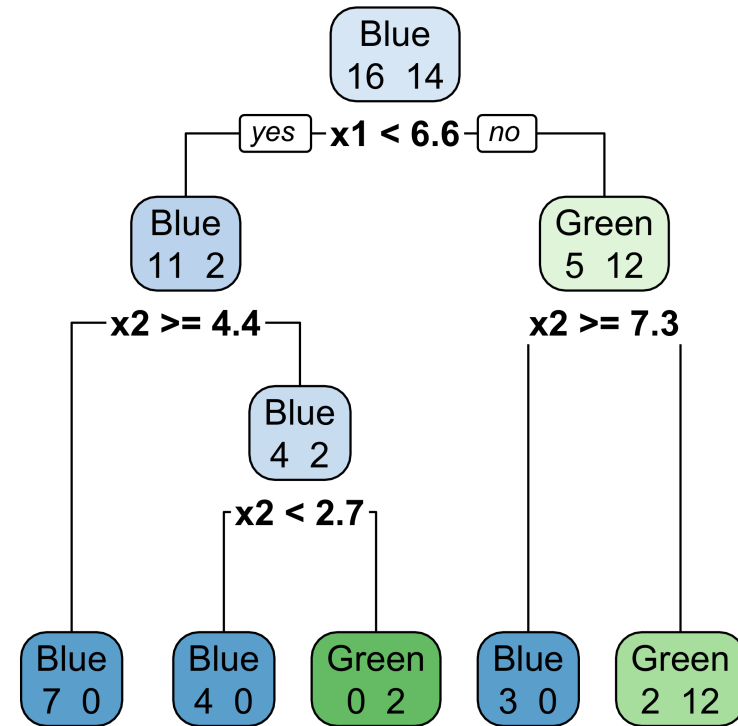 Blue
16 14
yes x1 < 6.6 no
Blue
11 2
Green
5 12
x2 >= 4.4
x2 >= 7.3
Blue
4 2
x2 < 2.7
Blue
7 0
Blue
4 0
Green
0 2
Blue
3 0
Green
2 12